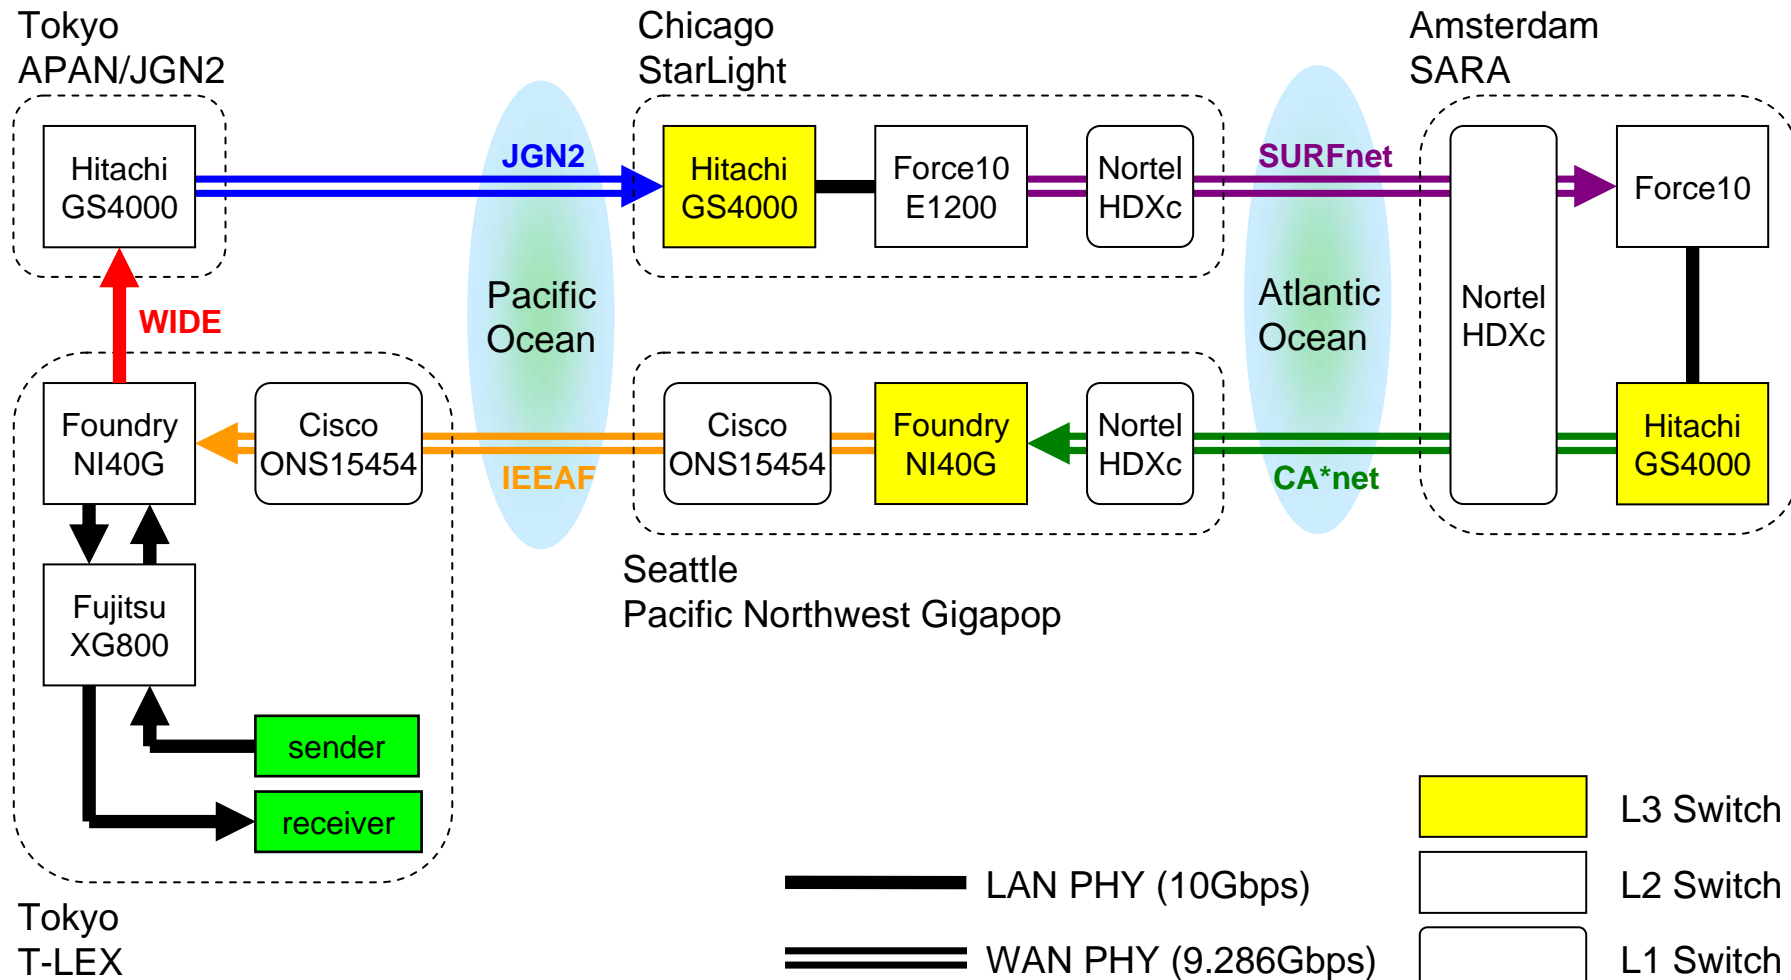 Tokyo
APAN/JGN2
Chicago
StarLight
Amsterdam
SARA
Hitachi
GS4000
JGN2
Hitachi
GS4000
Force10
E1200
Nortel
HDXc
SURFnet
Force10
WIDE
Pacific
Ocean
Atlantic
Ocean
Nortel
HDXc
Foundry
NI40G
Cisco
ONS15454
IEEAF
Cisco
ONS15454
Foundry
NI40G
Nortel
HDXc
CA*net
Hitachi
GS4000
Seattle
Pacific Northwest Gigapop
Fujitsu
XG800
sender
receiver
Tokyo
T-LEX
LAN PHY (10Gbps)
WAN PHY (9.286Gbps)
L3 Switch
L2 Switch
L1 Switch